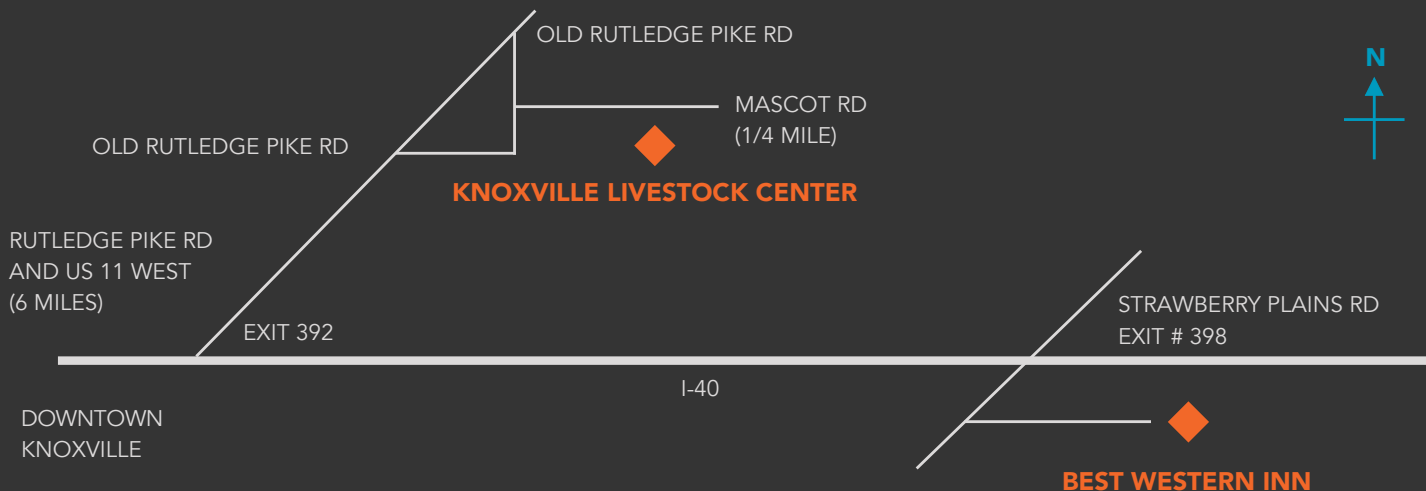 OLD RUTLEDGE PIKE RD
N
MASCOT RD
(1/4 MILE)
OLD RUTLEDGE PIKE RD
KNOXVILLE LIVESTOCK CENTER
RUTLEDGE PIKE RD
AND US 11 WEST
(6 MILES)
EXIT 392
STRAWBERRY PLAINS RD
EXIT # 398
I-40
DOWNTOWN
KNOXVILLE
BEST WESTERN INN